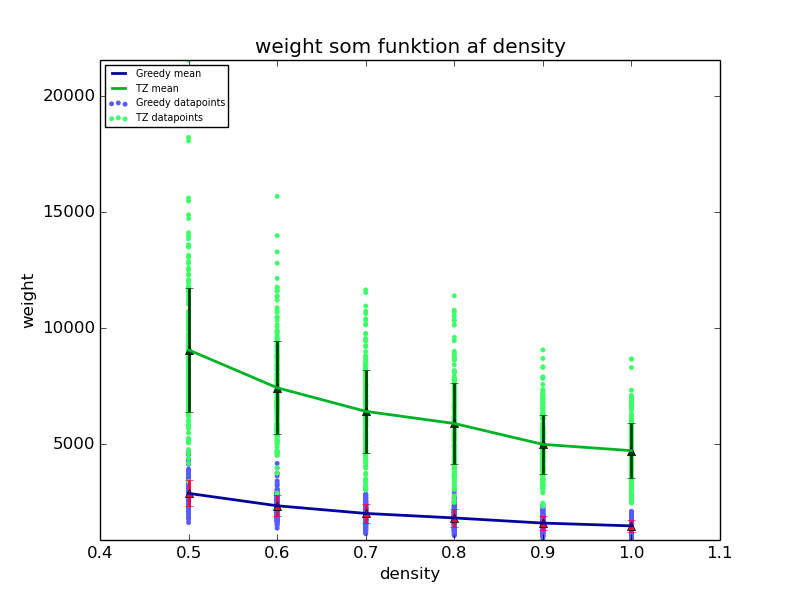 weight som funktion af density
Greedy mean
TZ mean
Greedy datapoints
TZ datapoints
20000
15000
10000
5000
weight
0.4 0.5 0.6 0.7 0.8 0.9 1.0 1.1
density